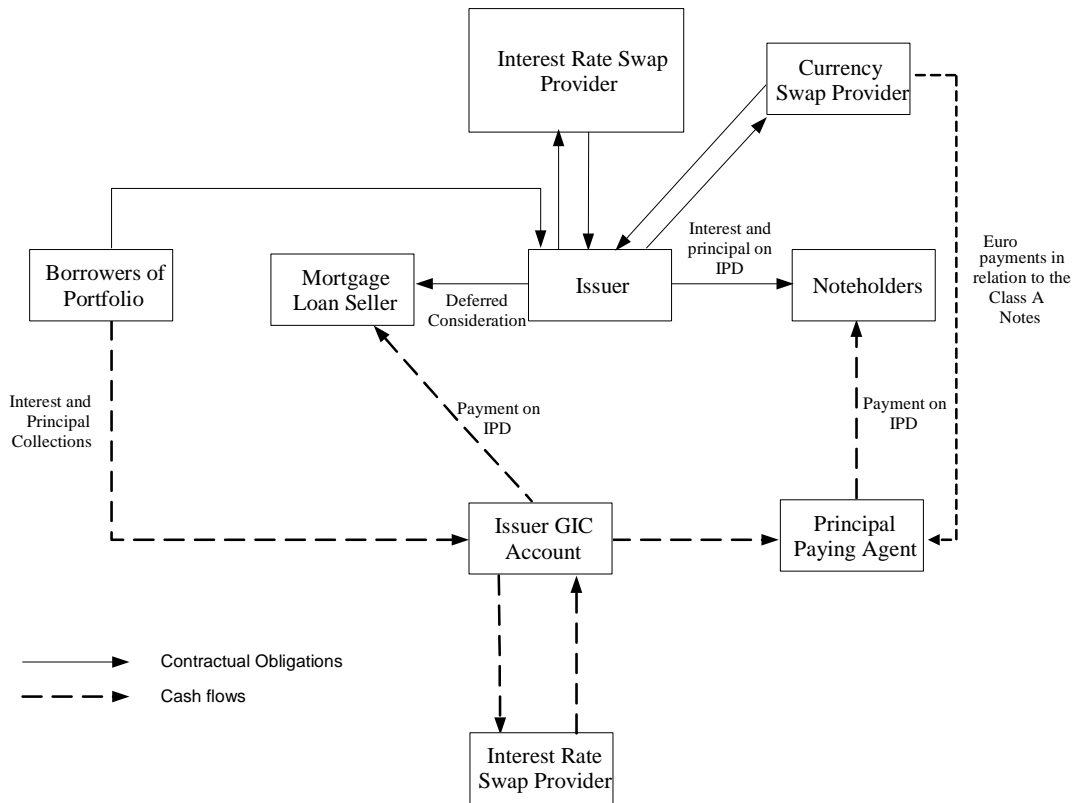 Interest Rate Swap
Provider
Currency
Swap Provider
Borrowers of
Portfolio
Mortgage
Loan Seller
Deferred
Consideration
Issuer
Interest and
principal on
IPD
Noteholders
Euro
payments in
relation to the
Class A
Notes
Interest and
Principal
Collections
Payment on
IPD
Payment on
IPD
Issuer GIC
Account
Principal
Paying Agent
Contractual Obligations
Cash flows
Interest Rate
Swap Provider